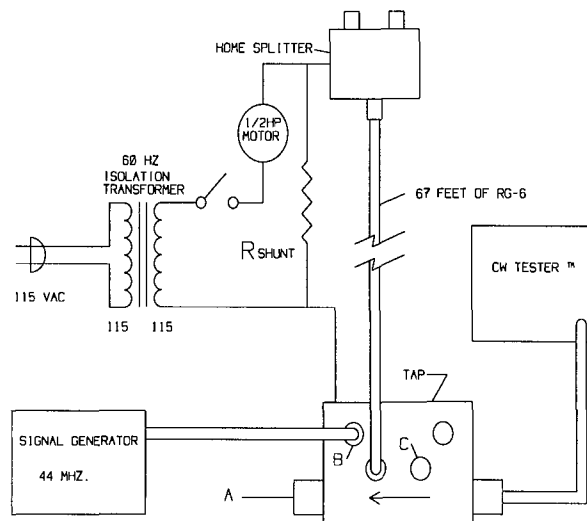 HOME SPLITTER
1/2HP
MOTOR
60 HZ
ISOLATION
TRANSFORMER
67 FEET OF RG-6
RSHUNT
CW TESTER ™
115 VAC
115
115
TAP
SIGNAL GENERATOR
44 MHZ.
B
C
A